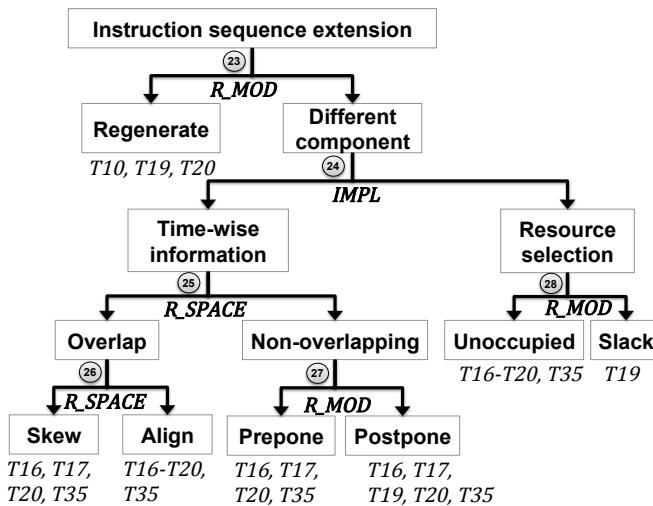 Instruction sequence extension
23
R_MOD
Regenerate
Different
component
T10, T19, T20
24
IMPL
Time-wise
information
Resource
selection
25
R_SPACE
28
R_MOD
Overlap
Non-overlapping
Unoccupied
Slack
T16-T20, T35
T19
26
R_SPACE
27
R_MOD
Skew
Align
Prepone
Postpone
T16, T17,
T20, T35
T16-T20,
T35
T16, T17,
T20, T35
T16, T17,
T19, T20, T35